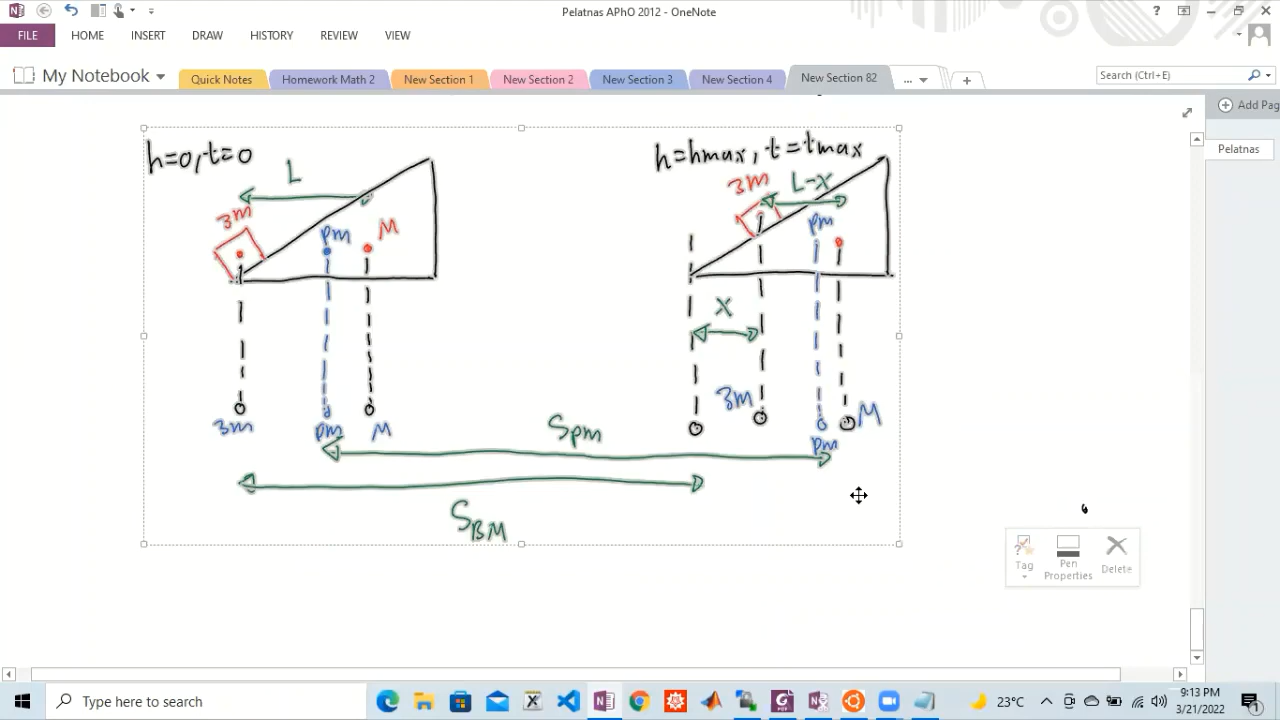 Pelatnas APhO 2012 - OneNote
FILE HOME INSERT DRAW HISTORY REVIEW VIEW
My Notebook Quick Notes Homework Math 2 New Section 1 New Section 2 New Section 3 New Section 4 New Section 82 ... + Search (Ctrl+E)
Add Pag
Pelatnas
h=0, t=0
L
3m
pm
M
3m
pm
M
h=hmax, t=tmax
3m
L-x
pm
x
3m
M
pm
Spm
SBM
Tag
Pen Properties
Delete
Type here to search
23°C
9:13 PM
3/21/2022